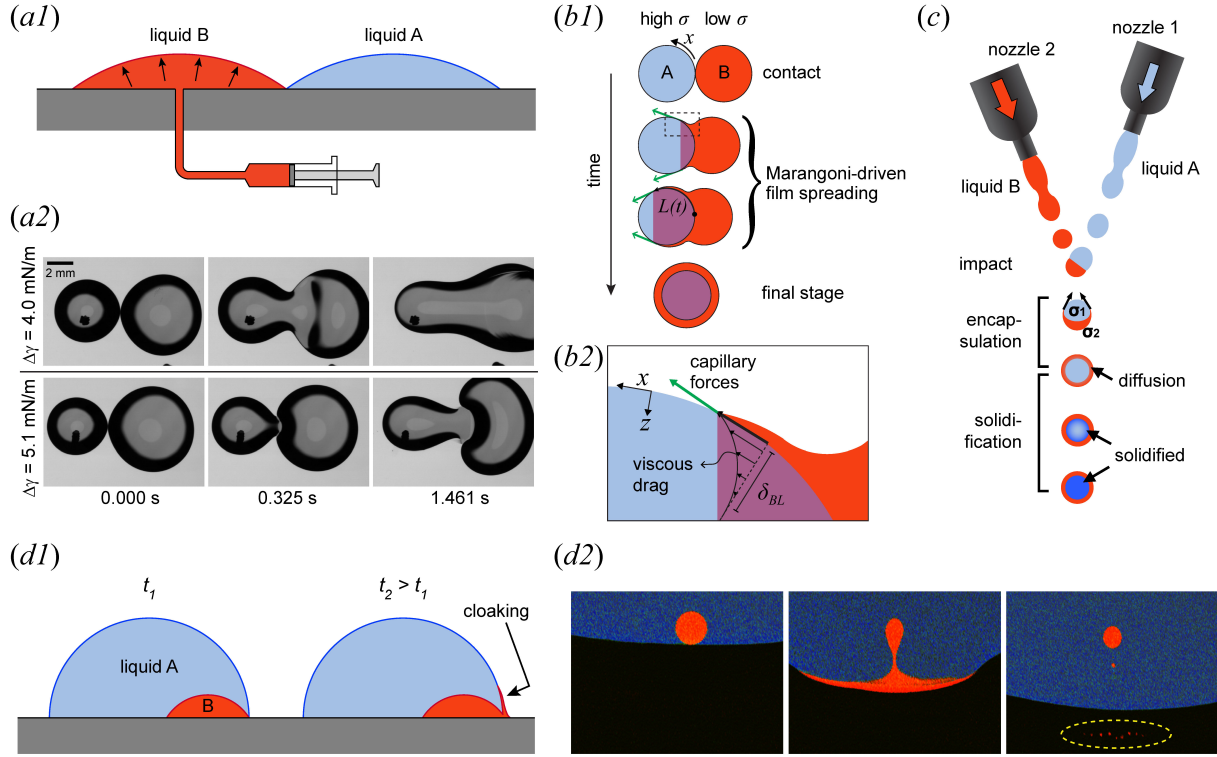 (a1)
liquid B
liquid A
(a2)
2 mm
Δγ = 4.0 mN/m
Δγ = 5.1 mN/m
0.000 s
0.325 s
1.461 s
(b1)
high σ
low σ
x
A
B
contact
time
L(t)
Marangoni-driven
film spreading
final stage
(b2)
capillary
forces
x
z
viscous
drag
δBL
(c)
nozzle 2
nozzle 1
liquid B
liquid A
impact
σ1
σ2
encap-
sulation
diffusion
solidi-
fication
solidified
(d1)
t1
t2 > t1
cloaking
liquid A
B
(d2)